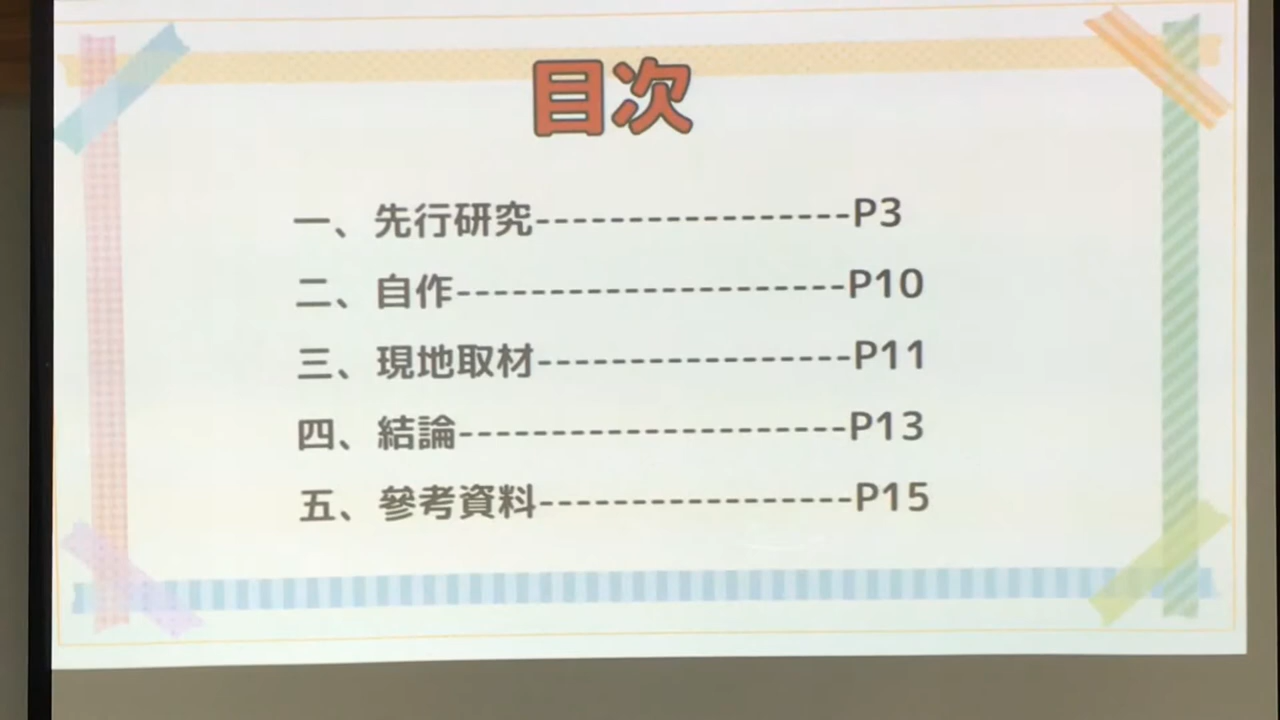 目次
一、先行研究-----------------P3
二、自作---------------------P10
三、現地取材-----------------P11
四、結論---------------------P13
五、參考資料-----------------P15